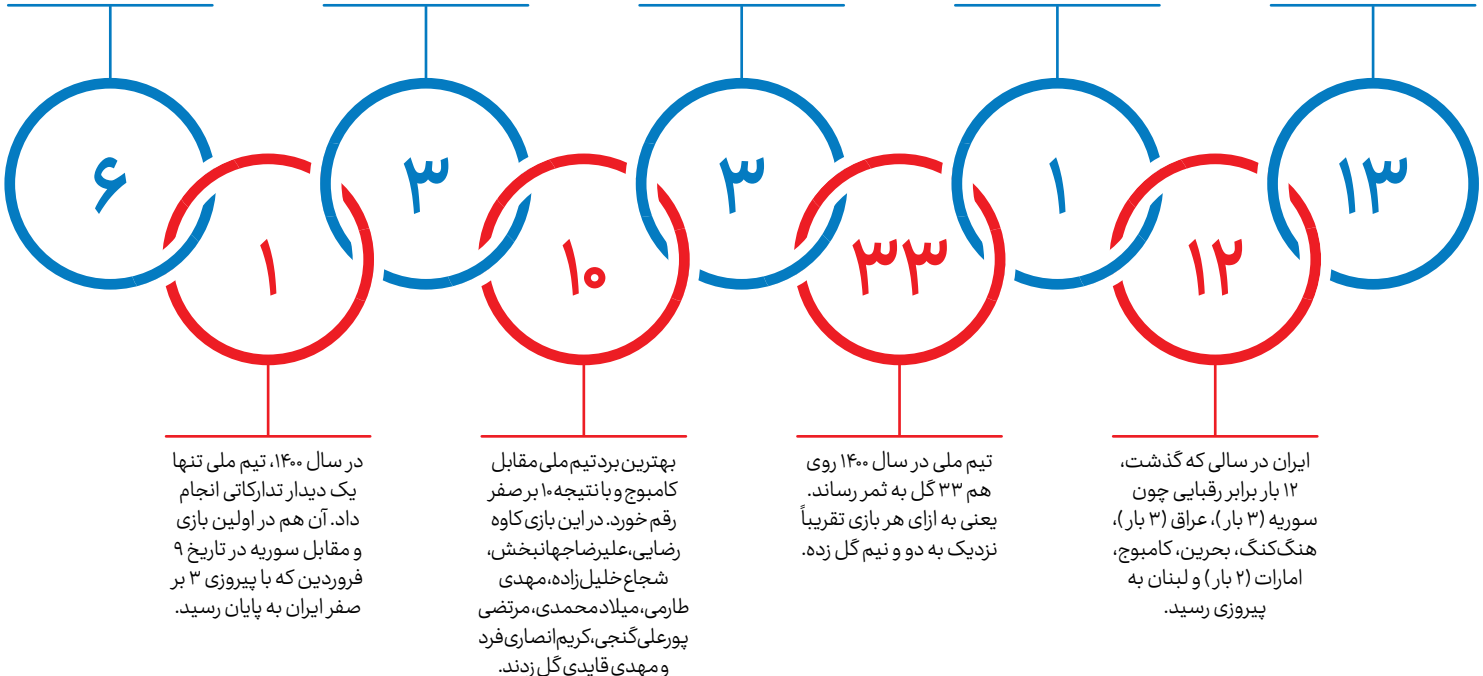 ۱۳
۱
۳
۳
۶
۱۲
۳۳
۱۰
۱
ایران در سالی که گذشت،
۱۲ بار برابر رقبایی چون
سوریه (۳ بار)، عراق (۳ بار)،
هنگ‌کنگ، بحرین، کامبوج،
امارات (۲ بار) و لبنان به
پیروزی رسید.
تیم ملی در سال ۱۴۰۰ روی
هم ۳۳ گل به ثمر رساند.
یعنی به ازای هر بازی تقریباً
نزدیک به دو و نیم گل زده.
بهترین برد تیم ملی مقابل
کامبوج و با نتیجه ۱۰ بر صفر
رقم خورد. در این بازی کاوه
رضایی، علیرضا جهانبخش،
شجاع خلیل‌زاده، مهدی
طارمی، میلاد محمدی، مرتضی
پورعلی‌گنجی، کریم انصاری‌فرد
و مهدی قایدی گل زدند.
در سال ۱۴۰۰، تیم ملی تنها
یک دیدار تدارکاتی انجام
داد. آن هم در اولین بازی
و مقابل سوریه در تاریخ ۹
فروردین که با پیروزی ۳ بر
صفر ایران به پایان رسید.